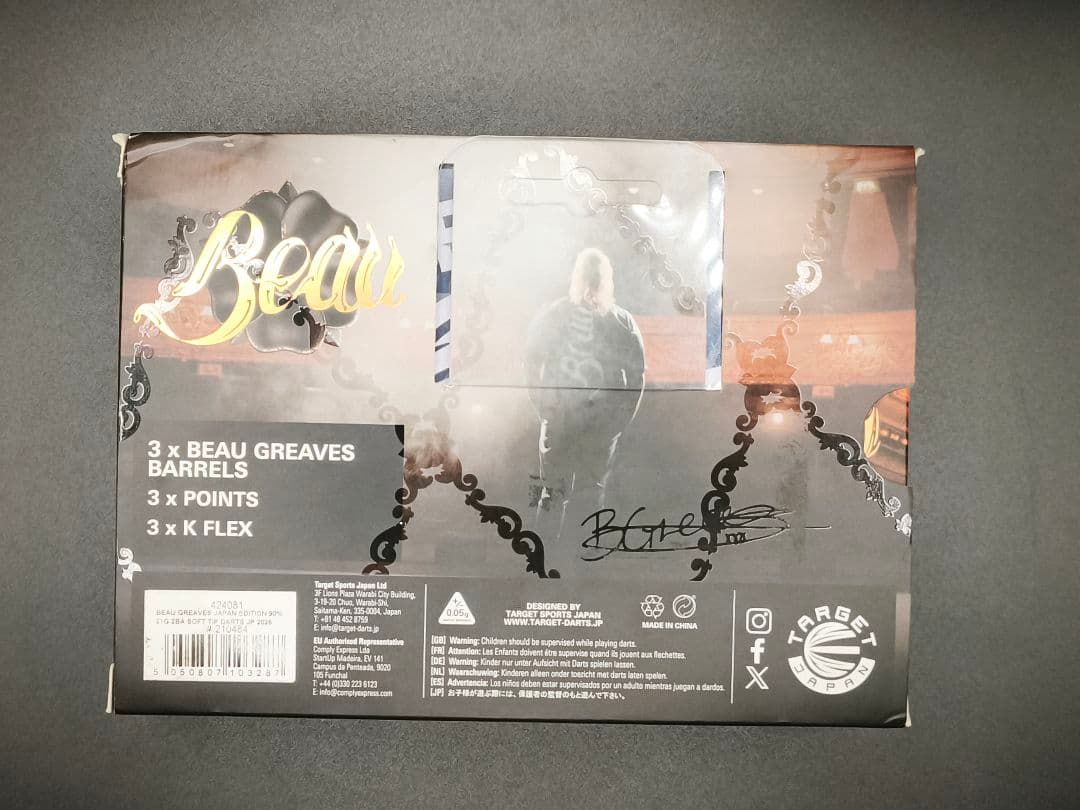 Beau
3 x BEAU GREAVES
BARRELS
3 x POINTS
3 x K FLEX
BGreaves
424081
BEAU GREAVES JAPAN EDITION 90%
21G 2BA SOFT TIP DARTS JP 2026
210484
5 050807 103287
Target Sports Japan Ltd
3F Lions Plaza Warabi City Building,
3-19-20 Chuo, Warabi-Shi,
Saitama-Ken, 335-0004, Japan
T: +81 48 452 8759
E: info@target-darts.jp
EU Authorised Representative
Comply Express Lda
StartUp Madeira, EV 141
Campus da Penteada, 9020
105 Funchal
T: +44 (0)330 223 6123
E: info@complyexpress.com
0.05g
DESIGNED BY
TARGET SPORTS JAPAN
WWW.TARGET-DARTS.JP
MADE IN CHINA
[GB] Warning: Children should be supervised while playing darts.
[FR] Attention: Les Enfants doivent être supervise quand ils jouent aux flechettes.
[DE] Warnung: Kinder nur unter Aufsicht mit Darts spielen lassen.
[NL] Waarschuwing: Kinderen alleen onder toezicht met darts laten spelen.
[ES] Advertencia: Los niños deben estar supervisados por un adulto mientras juegan a dardos.
[JP] お子様が遊ぶ際には、保護者の監督のもと遊んで下さい。
TARGET
JAPAN